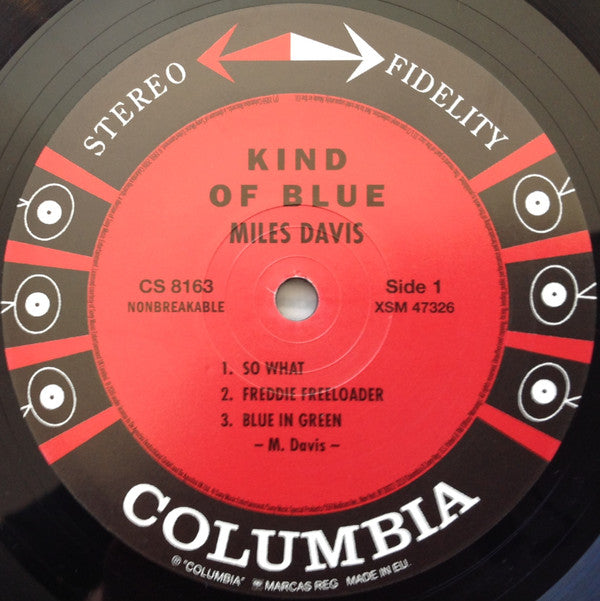 STEREO FIDELITY
KIND
OF BLUE
MILES DAVIS
CS 8163
NONBREAKABLE
Side 1
XSM 47326
1. SO WHAT
2. FREDDIE FREELOADER
3. BLUE IN GREEN
– M. Davis –
COLUMBIA
℗ "COLUMBIA" MARCAS REG MADE IN EU.